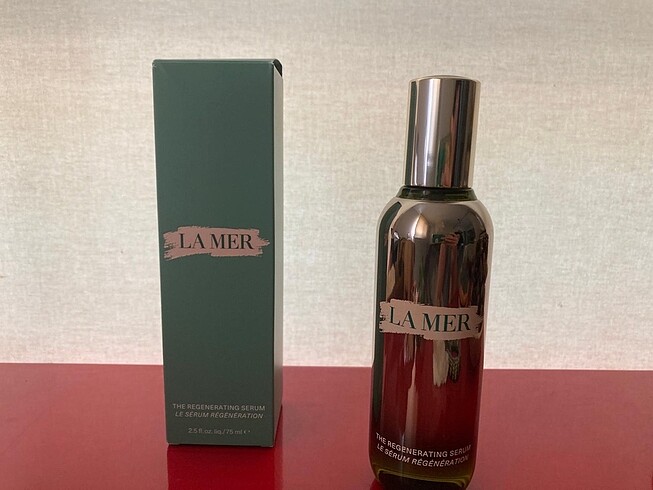 LA MER
THE REGENERATING SERUM
LE SÉRUM RÉGÉNÉRATION
2.5 fl.oz.liq./75 ml e
LA MER
THE REGENERATING SERUM
LE SÉRUM RÉGÉNÉRATION